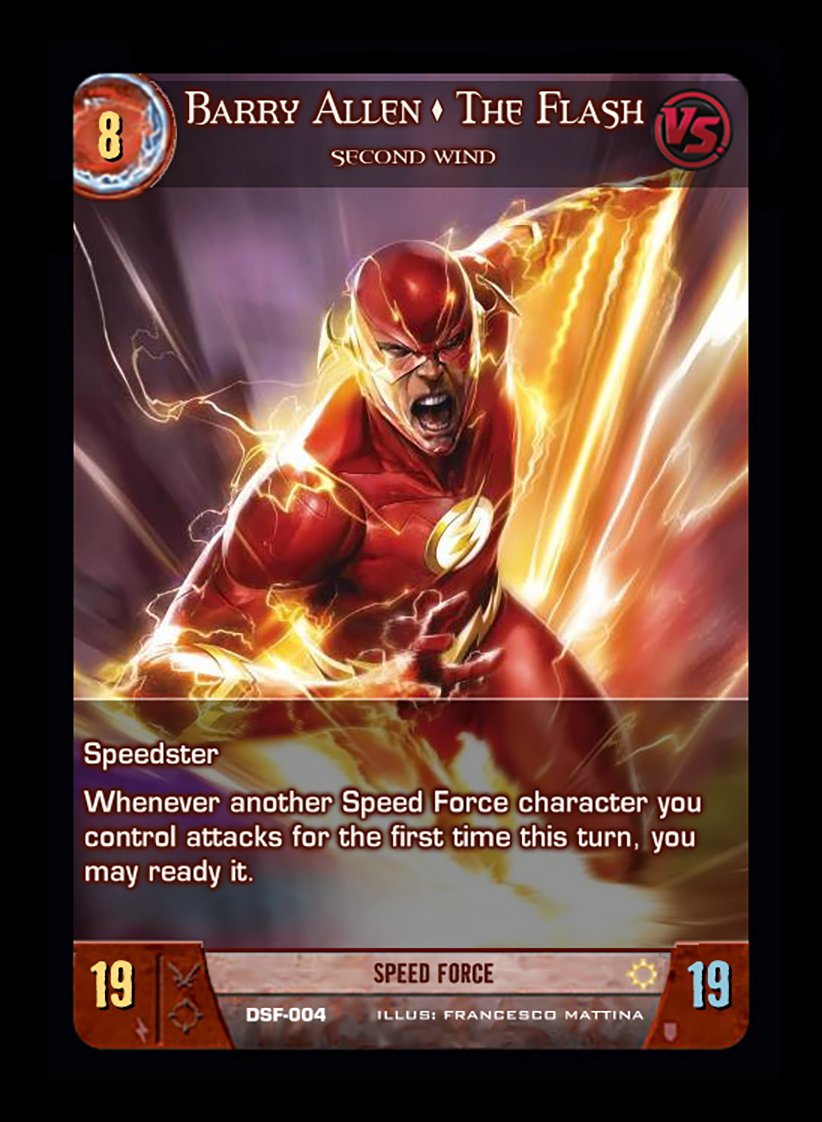 8
BARRY ALLEN ♦ THE FLASH
VS.
SECOND WIND
Speedster
Whenever another Speed Force character you
control attacks for the first time this turn, you
may ready it.
19
SPEED FORCE
19
DSF-004 ILLUS: FRANCESCO MATTINA